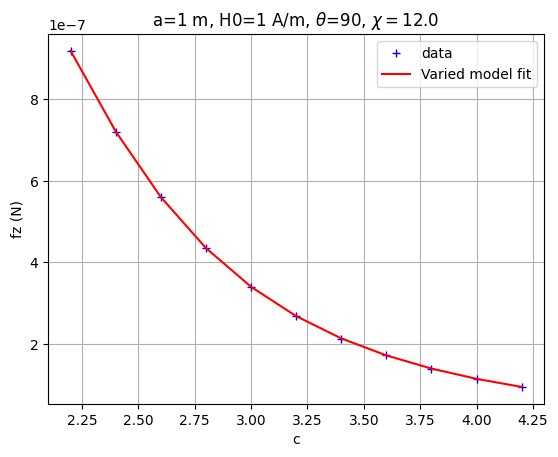 a=1 m, H0=1 A/m, θ=90, χ = 12.0
1e−7
data
Varied model fit
8
6
4
2
fz (N)
2.25 2.50 2.75 3.00 3.25 3.50 3.75 4.00 4.25
c